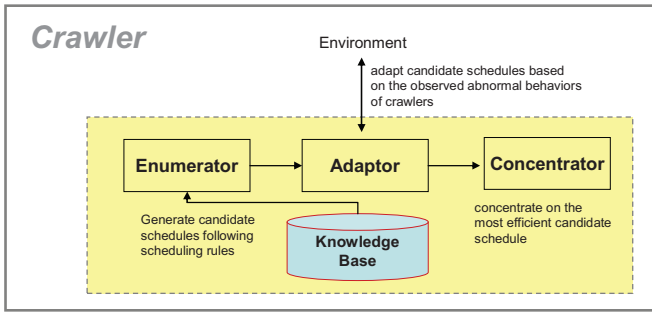 Crawler
Environment
adapt candidate schedules based
on the observed abnormal behaviors
of crawlers
Enumerator
Adaptor
Concentrator
Generate candidate
schedules following
scheduling rules
Knowledge
Base
concentrate on the
most efficient candidate
schedule